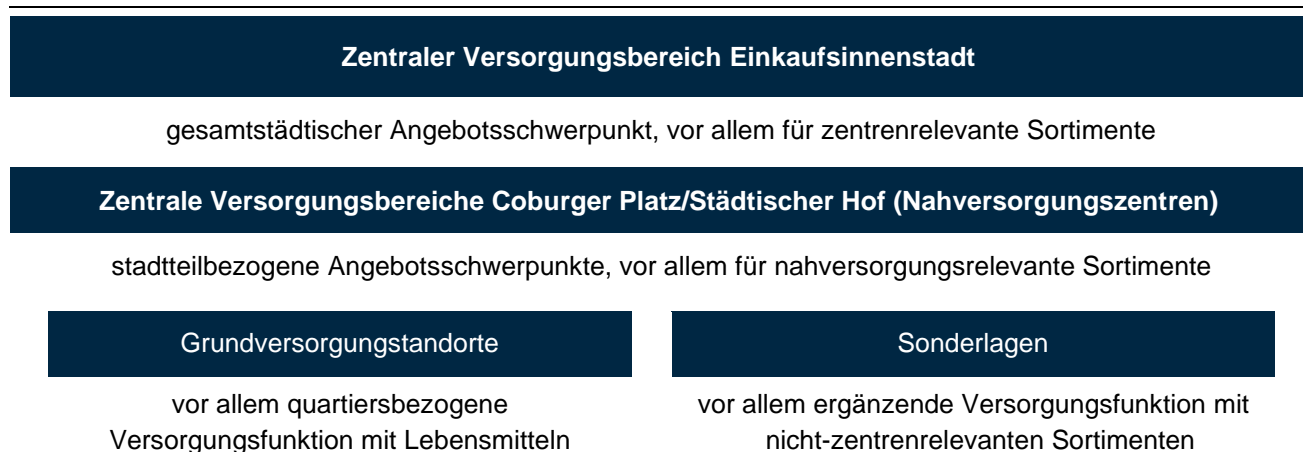 Zentraler Versorgungsbereich Einkaufsinnenstadt
gesamtstädtischer Angebotsschwerpunkt, vor allem für zentrenrelevante Sortimente
Zentrale Versorgungsbereiche Coburger Platz/Städtischer Hof (Nahversorgungszentren)
stadtteilbezogene Angebotsschwerpunkte, vor allem für nahversorgungsrelevante Sortimente
Grundversorgungstandorte
vor allem quartiersbezogene
Versorgungsfunktion mit Lebensmitteln
Sonderlagen
vor allem ergänzende Versorgungsfunktion mit
nicht-zentrenrelevanten Sortimenten